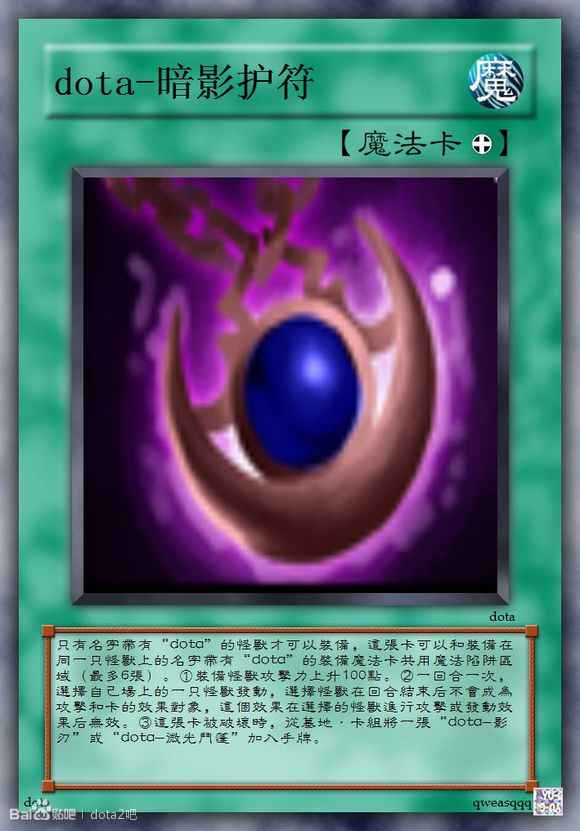 dota-暗影护符
魔
【魔法卡】
dota
只有名字帶有“dota”的怪獸才可以裝備，這張卡可以和裝備在
同一只怪獸上的名字帶有“dota”的裝備魔法卡共用魔法陷阱區
域（最多6張）。①裝備怪獸攻擊力上升100點。②一回合一次，
選擇自己場上的一只怪獸發動，選擇怪獸在回合結束后不會成為
攻擊和卡的效果對象，這個效果在選擇的怪獸進行攻擊或發動效
果后無效。③這張卡被破壞時，從墓地·卡組將一張“dota-影
刃”或“dota-微光鬥篷”加入手牌。
dota
qweasqqq
Bai貼吧 | dota2吧